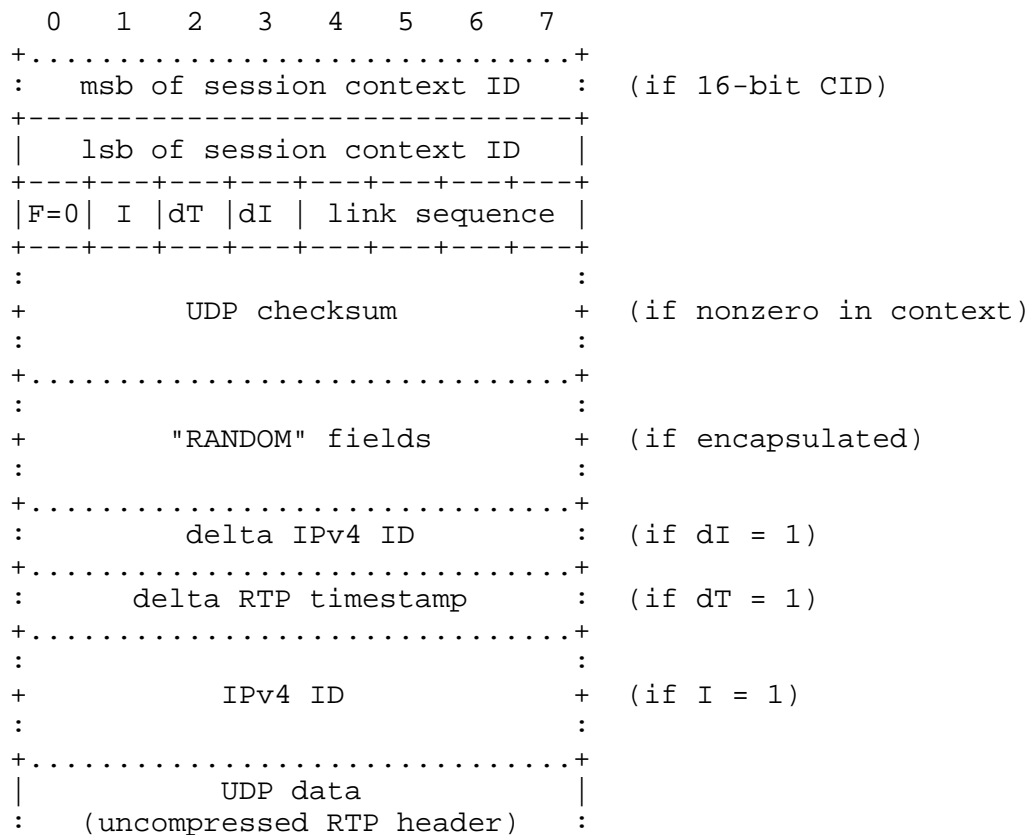 0   1   2   3   4   5   6   7
+...............................+
:   msb of session context ID   :  (if 16-bit CID)
+-------------------------------+
|   lsb of session context ID   |
+---+---+---+---+---+---+---+---+
|F=0| I |dT |dI | link sequence |
+---+---+---+---+---+---+---+---+
:                               :
+         UDP checksum          +  (if nonzero in context)
:                               :
+...............................+
:                               :
+        "RANDOM" fields        +  (if encapsulated)
:                               :
+...............................+
:         delta IPv4 ID         :  (if dI = 1)
+...............................+
:      delta RTP timestamp      :  (if dT = 1)
+...............................+
:                               :
+           IPv4 ID             +  (if I = 1)
:                               :
+...............................+
|           UDP data            |
:   (uncompressed RTP header)   :